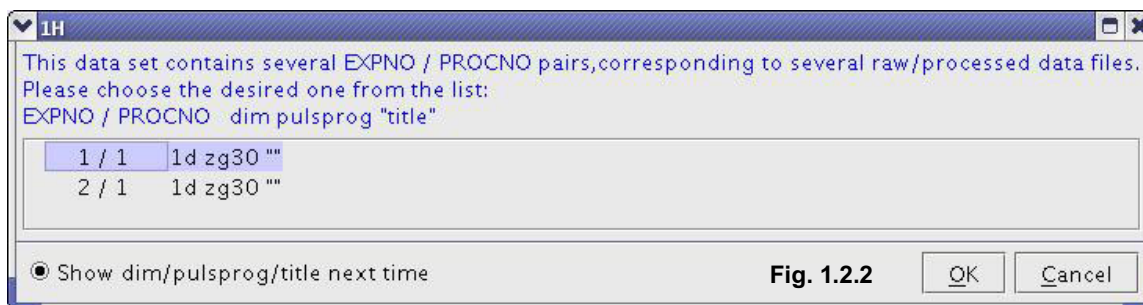 1H
This data set contains several EXPNO / PROCNO pairs,corresponding to several raw/processed data files.
Please choose the desired one from the list:
EXPNO / PROCNO dim pulsprog "title"
1 / 1 1d zg30 ""
2 / 1 1d zg30 ""
Show dim/pulsprog/title next time Fig. 1.2.2 OK Cancel